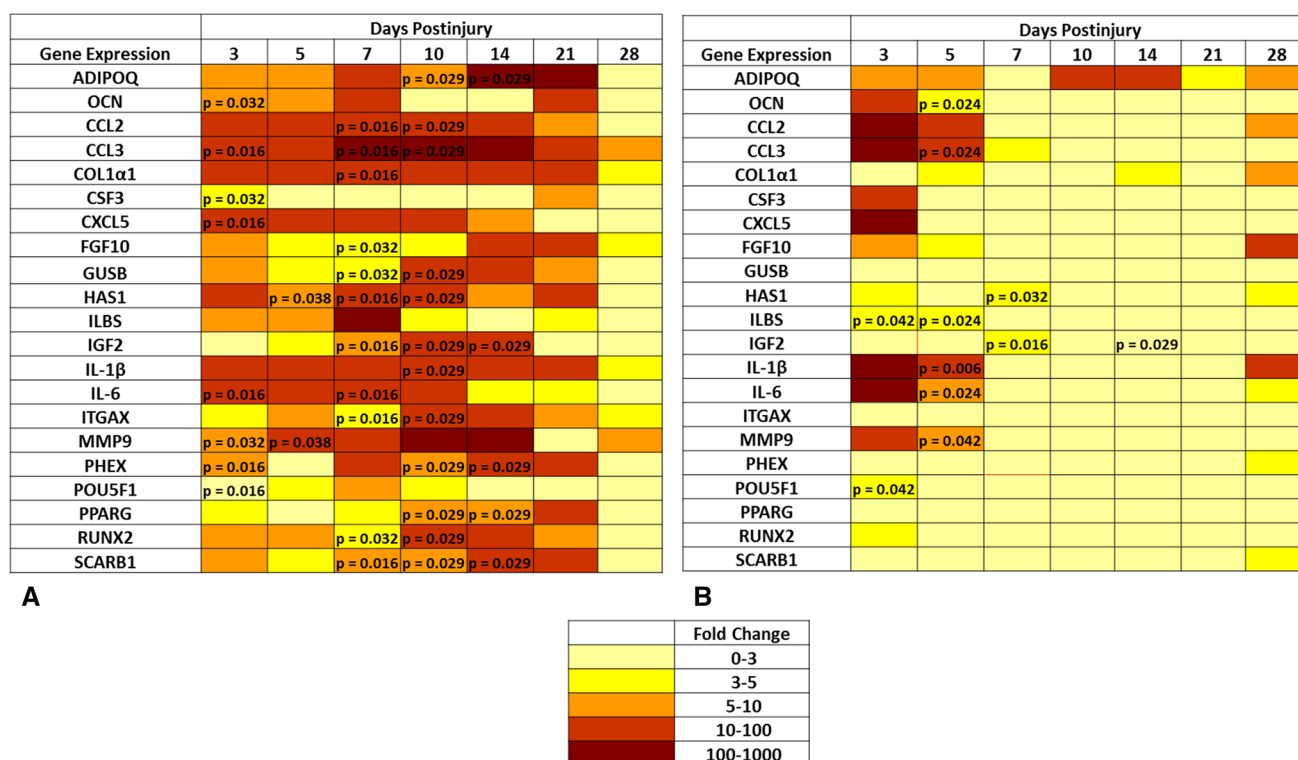 Days Postinjury
Gene Expression 3 5 7 10 14 21 28
ADIPOQ p = 0.029 p = 0.029
OCN p = 0.032
CCL2 p = 0.016 p = 0.029
CCL3 p = 0.016 p = 0.016 p = 0.029
COL1α1 p = 0.016
CSF3 p = 0.032
CXCL5 p = 0.016
FGF10 p = 0.032
GUSB p = 0.032 p = 0.029
HAS1 p = 0.038 p = 0.016 p = 0.029
ILBS
IGF2 p = 0.016 p = 0.029 p = 0.029
IL-1β p = 0.029
IL-6 p = 0.016 p = 0.016
ITGAX p = 0.016 p = 0.029
MMP9 p = 0.032 p = 0.038
PHEX p = 0.016 p = 0.029 p = 0.029
POU5F1 p = 0.016
PPARG p = 0.029 p = 0.029
RUNX2 p = 0.032 p = 0.029
SCARB1 p = 0.016 p = 0.029 p = 0.029
A
Days Postinjury
Gene Expression 3 5 7 10 14 21 28
ADIPOQ
OCN p = 0.024
CCL2
CCL3 p = 0.024
COL1α1
CSF3
CXCL5
FGF10
GUSB
HAS1 p = 0.032
ILBS p = 0.042 p = 0.024
IGF2 p = 0.016 p = 0.029
IL-1β p = 0.006
IL-6 p = 0.024
ITGAX
MMP9 p = 0.042
PHEX
POU5F1 p = 0.042
PPARG
RUNX2
SCARB1
B
Fold Change
0-3
3-5
5-10
10-100
100-1000